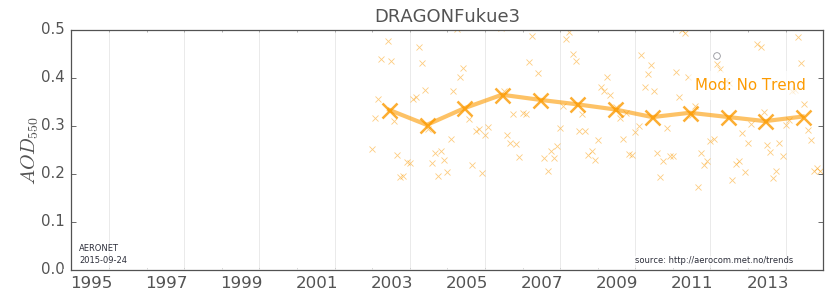 DRAGONFukue3
0.5
0.4
0.3
0.2
0.1
0.0
AOD550
Mod: No Trend
AERONET
2015-09-24
source: http://aerocom.met.no/trends
1995 1997 1999 2001 2003 2005 2007 2009 2011 2013